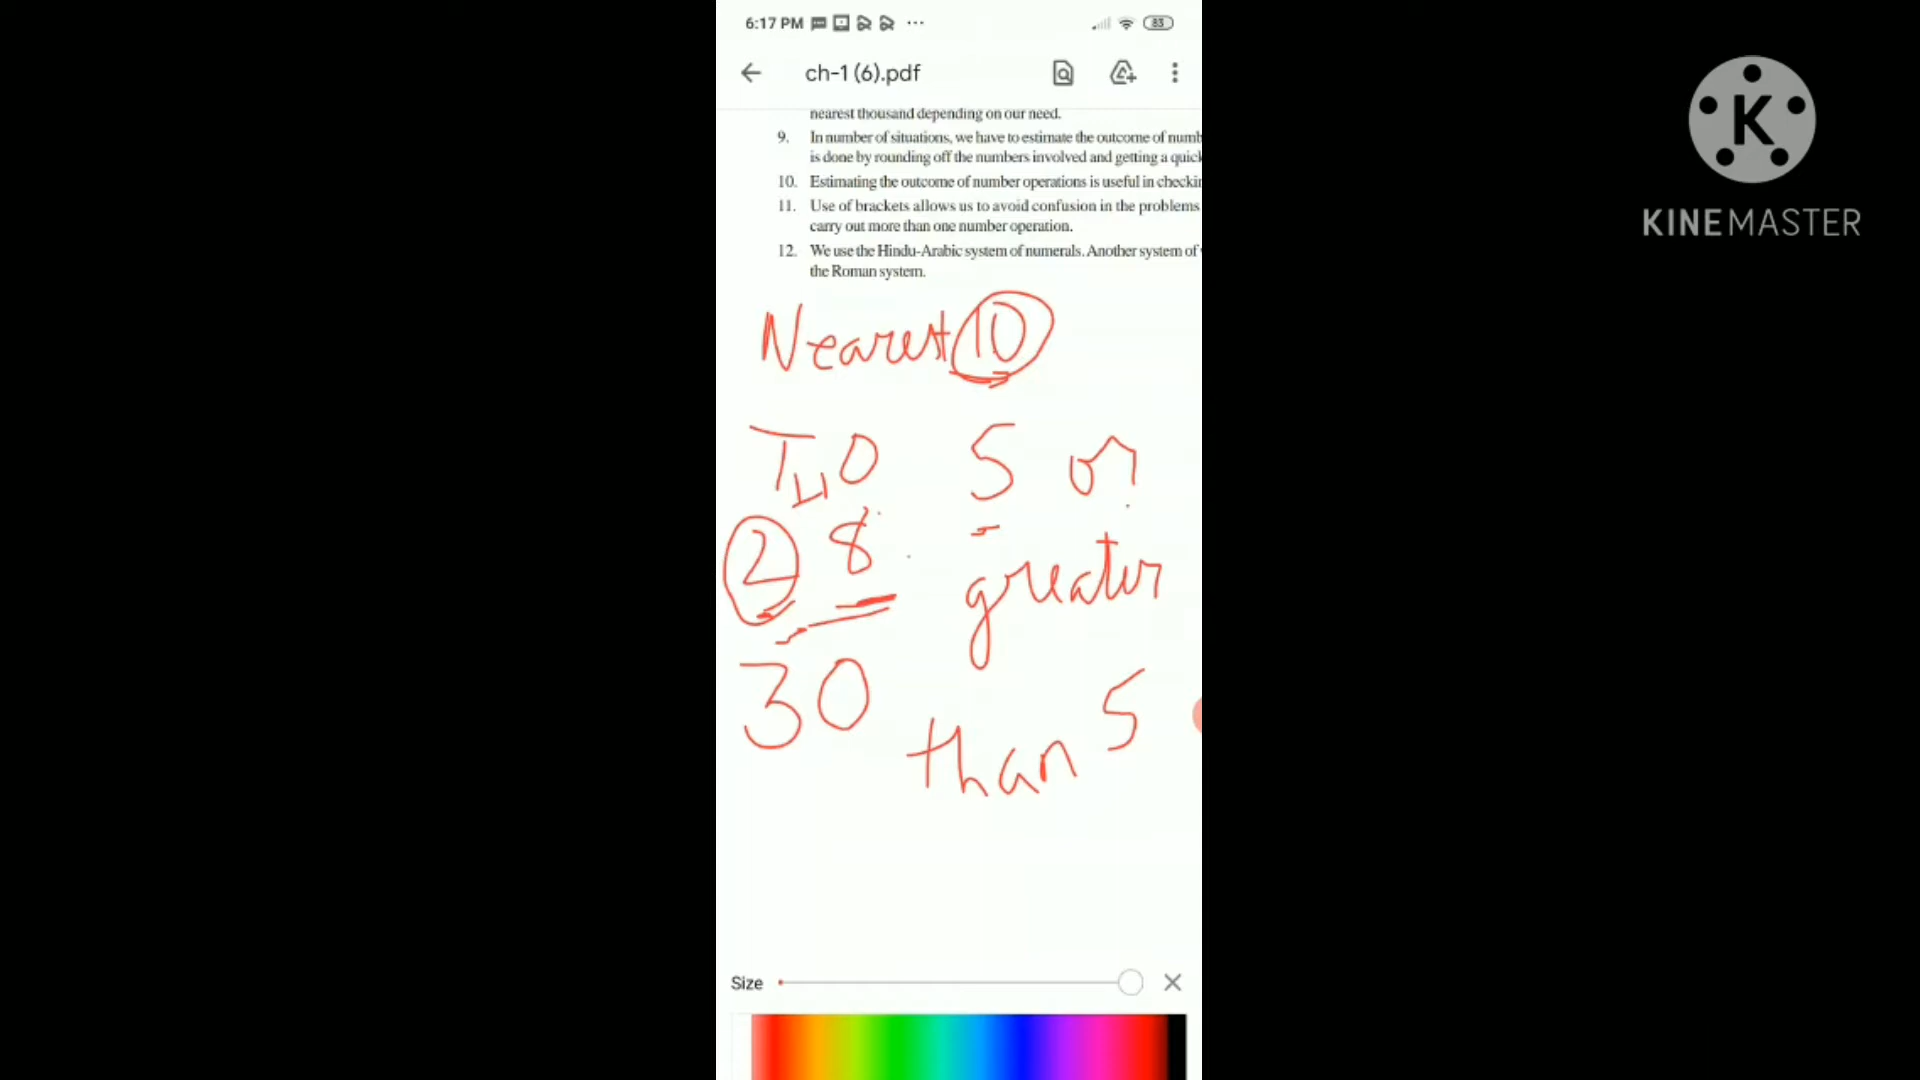 6:17 PM 83
ch-1 (6).pdf
nearest thousand depending on our need.
9. In number of situations, we have to estimate the outcome of numb
is done by rounding off the numbers involved and getting a quick
10. Estimating the outcome of number operations is useful in checkin
11. Use of brackets allows us to avoid confusion in the problems
carry out more than one number operation.
12. We use the Hindu-Arabic system of numerals. Another system of
the Roman system.
Nearest 10
T O 5 or
2 8 greater
30 than 5
Size
K
KINEMASTER